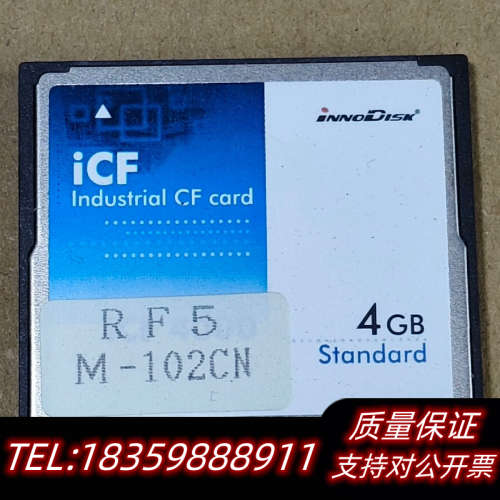 INNODISK
iCF
Industrial CF card
RF5
M-102CN
4GB
Standard
TEL:18359888911
质量保证
支持对公开票